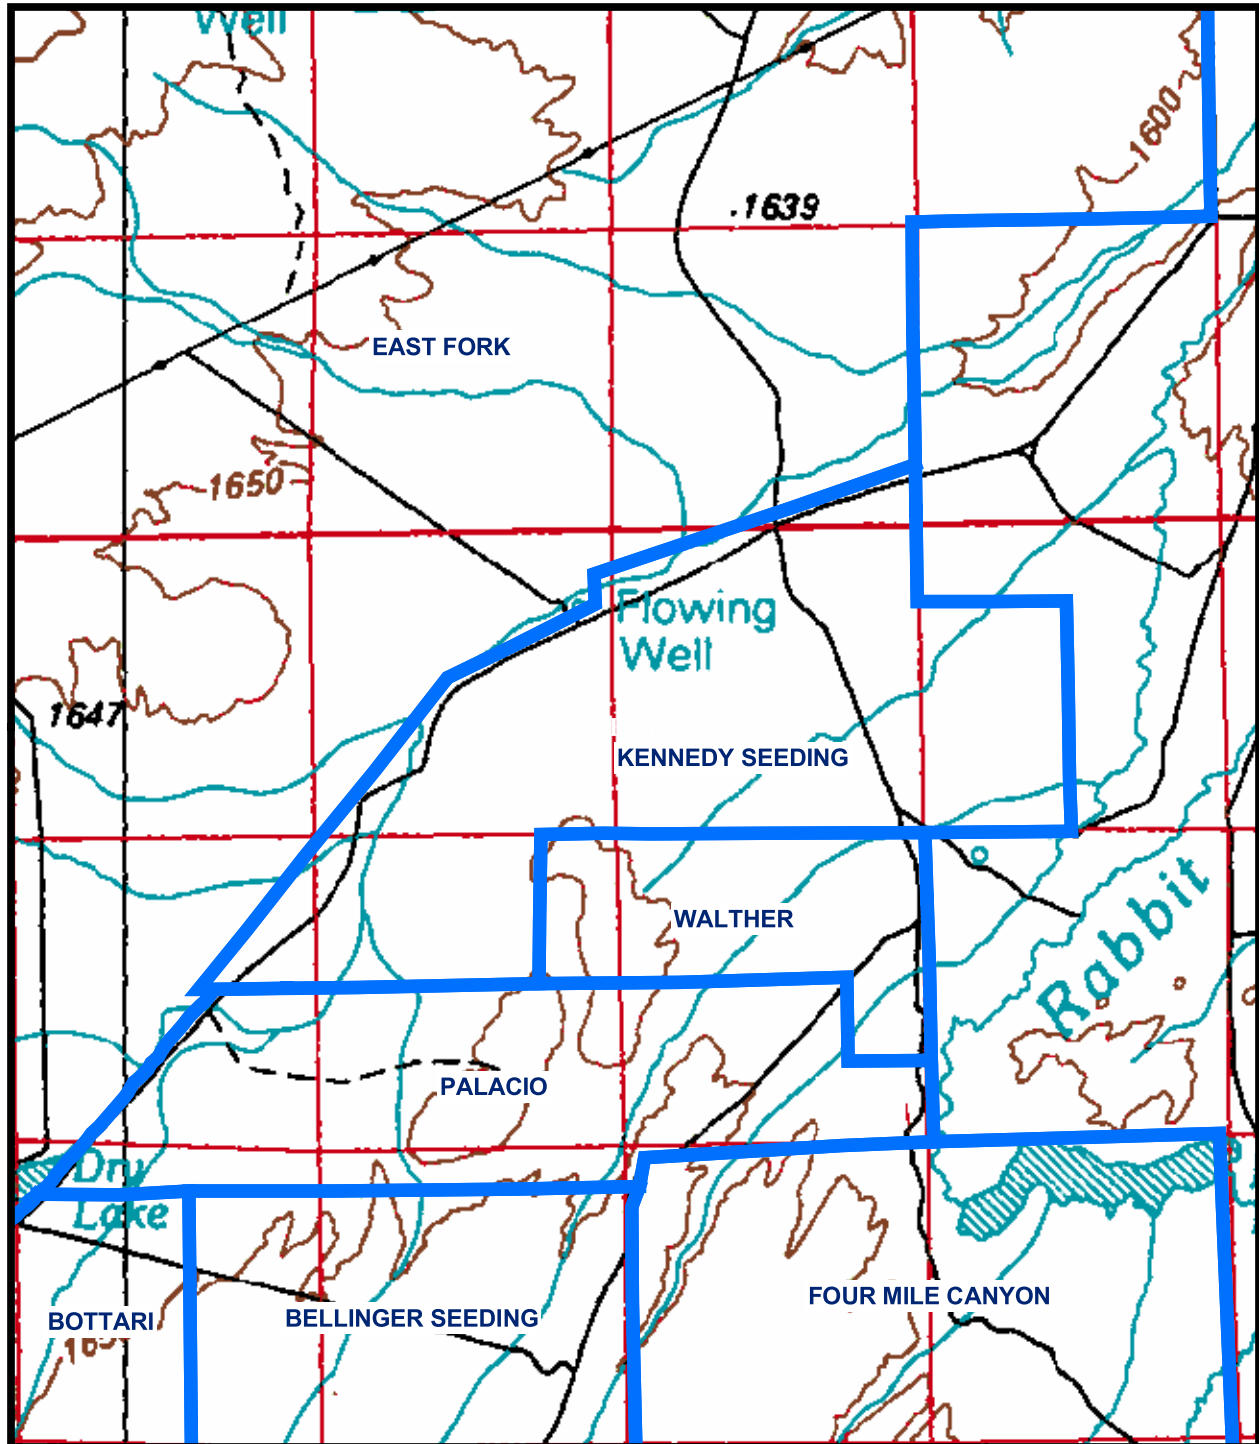 Well
1600
.1639
EAST FORK
1650
Flowing
Well
1647
KENNEDY SEEDING
WALTHER
Rabbit
PALACIO
Dry
Lake
FOUR MILE CANYON
BELLINGER SEEDING
BOTTARI